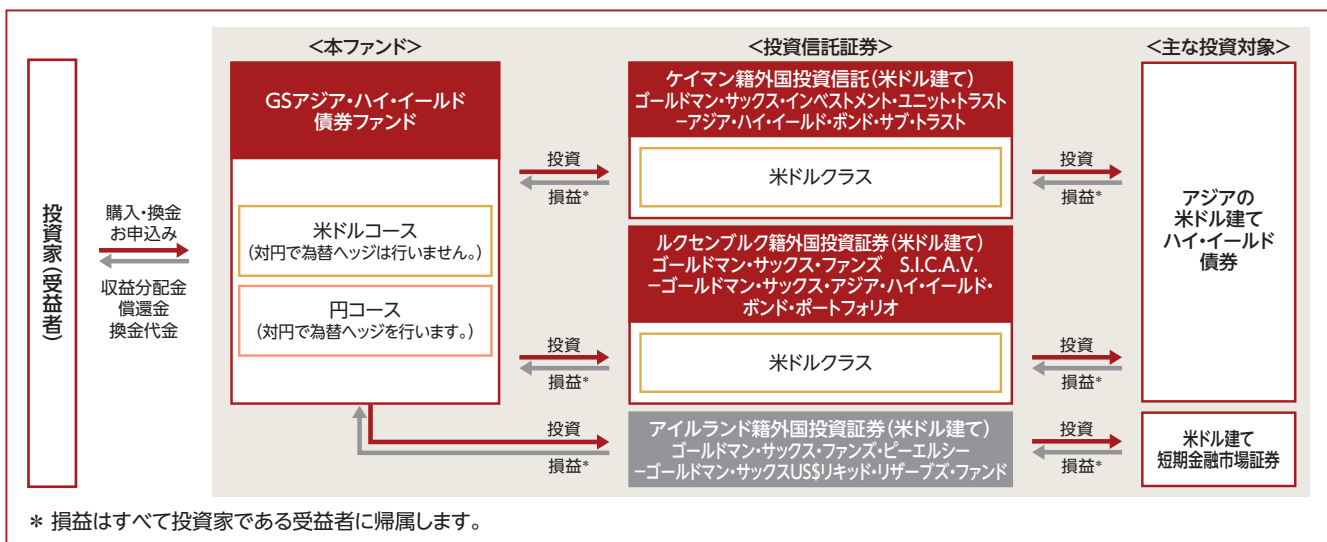 <本ファンド>
<投資信託証券>
<主な投資対象>
投資家(受益者)
購入・換金
お申込み
収益分配金
償還金
換金代金
GSアジア・ハイ・イールド
債券ファンド
米ドルコース
(対円で為替ヘッジは行いません。)
円コース
(対円で為替ヘッジを行います。)
投資
損益*
投資
損益*
投資
損益*
ケイマン籍外国投資信託(米ドル建て)
ゴールドマン・サックス・インベストメント・ユニット・トラスト
−アジア・ハイ・イールド・ボンド・サブ・トラスト
米ドルクラス
ルクセンブルク籍外国投資証券(米ドル建て)
ゴールドマン・サックス・ファンズ S.I.C.A.V.
−ゴールドマン・サックス・アジア・ハイ・イールド・
ボンド・ポートフォリオ
米ドルクラス
アイルランド籍外国投資証券(米ドル建て)
ゴールドマン・サックス・ファンズ・ピーエルシー
−ゴールドマン・サックスUS$リキッド・リザーブズ・ファンド
投資
損益*
投資
損益*
投資
損益*
アジアの
米ドル建て
ハイ・イールド
債券
米ドル建て
短期金融市場証券
* 損益はすべて投資家である受益者に帰属します。